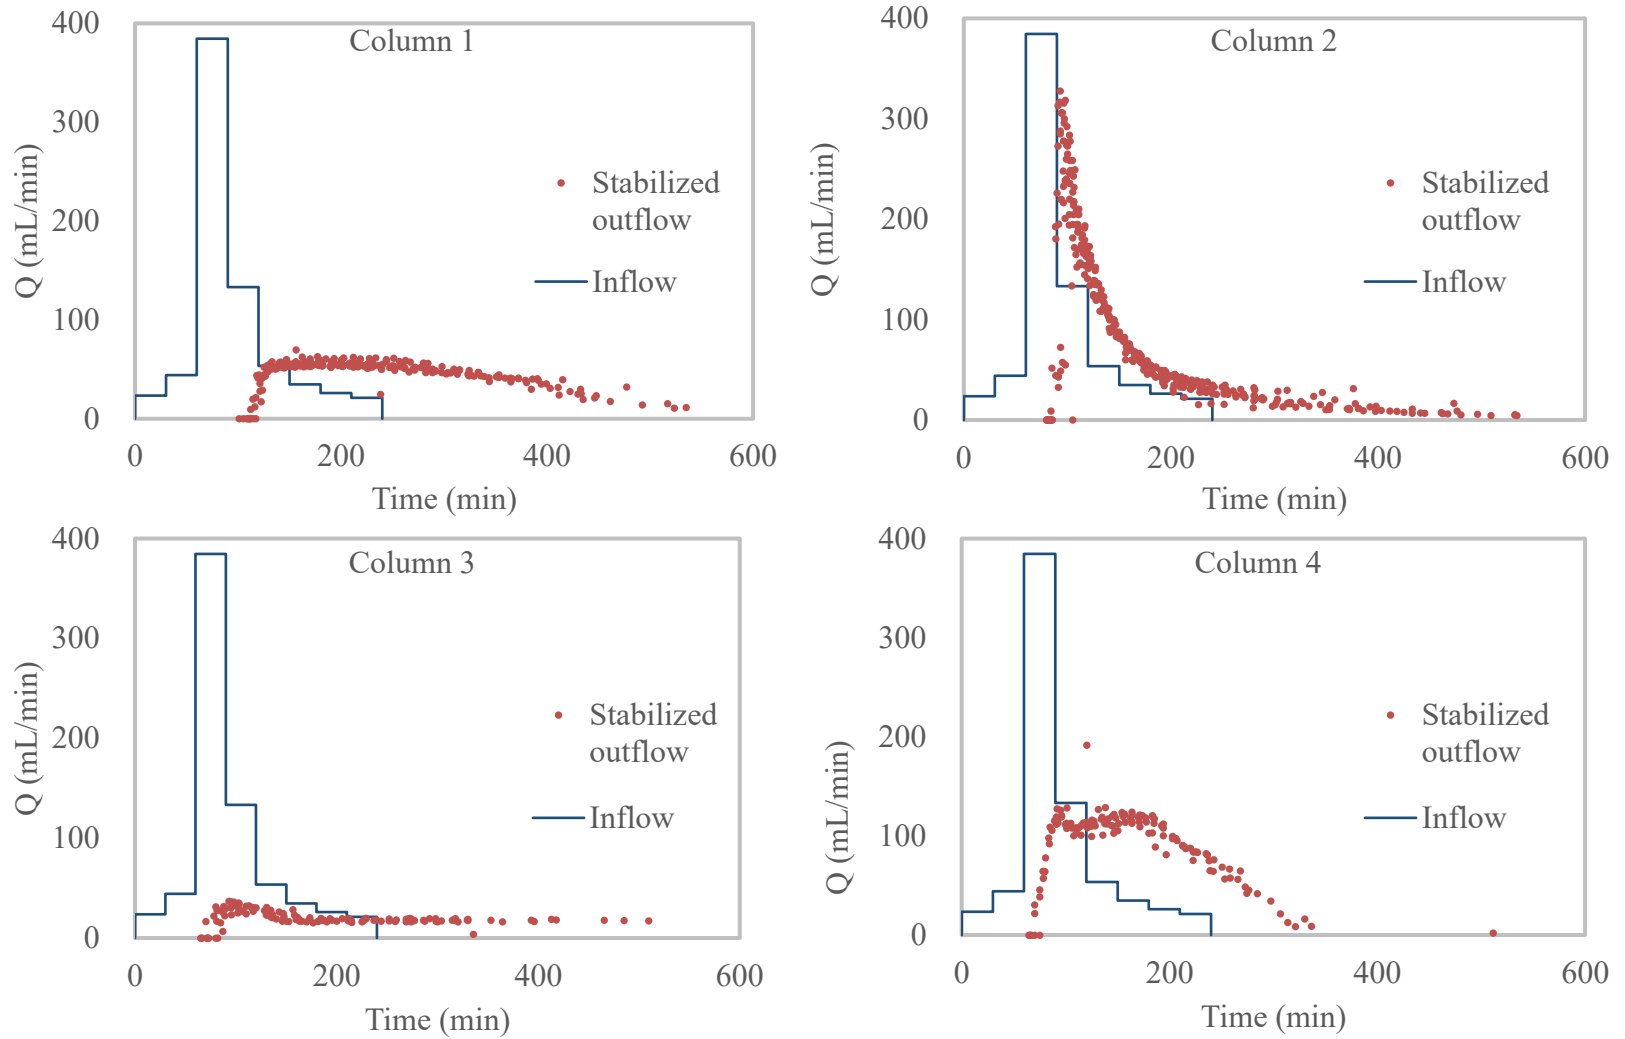 Column 1
400
300
200
100
0
Q (mL/min)
Stabilized
outflow
Inflow
0 200 400 600
Time (min)
Column 2
400
300
200
100
0
Q (mL/min)
Stabilized
outflow
Inflow
0 200 400 600
Time (min)
Column 3
400
300
200
100
0
Q (mL/min)
Stabilized
outflow
Inflow
0 200 400 600
Time (min)
Column 4
400
300
200
100
0
Q (mL/min)
Stabilized
outflow
Inflow
0 200 400 600
Time (min)